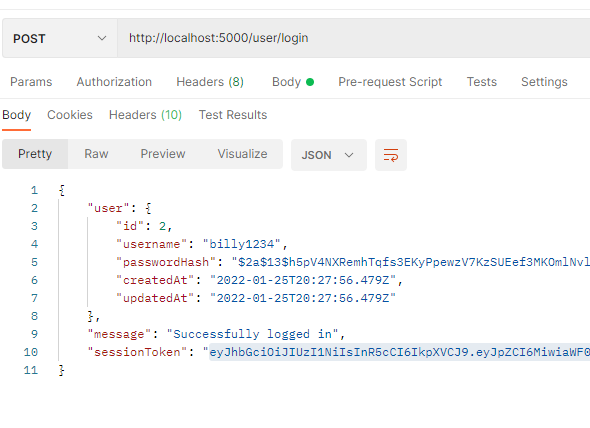 POST http://localhost:5000/user/login
Params Authorization Headers (8) Body Pre-request Script Tests Settings
Body Cookies Headers (10) Test Results
Pretty Raw Preview Visualize JSON
1 {
2 "user": {
3 "id": 2,
4 "username": "billy1234",
5 "passwordHash": "$2a$13$h5pV4NXRemhTqfs3EKyPpewzV7KzSUEef3MKOmlNvl
6 "createdAt": "2022-01-25T20:27:56.479Z",
7 "updatedAt": "2022-01-25T20:27:56.479Z"
8 },
9 "message": "Successfully logged in",
10 "sessionToken": "eyJhbGciOiJIUzI1NiIsInR5cCI6IkpXVCJ9.eyJpZCI6MiwiaWF0
11 }